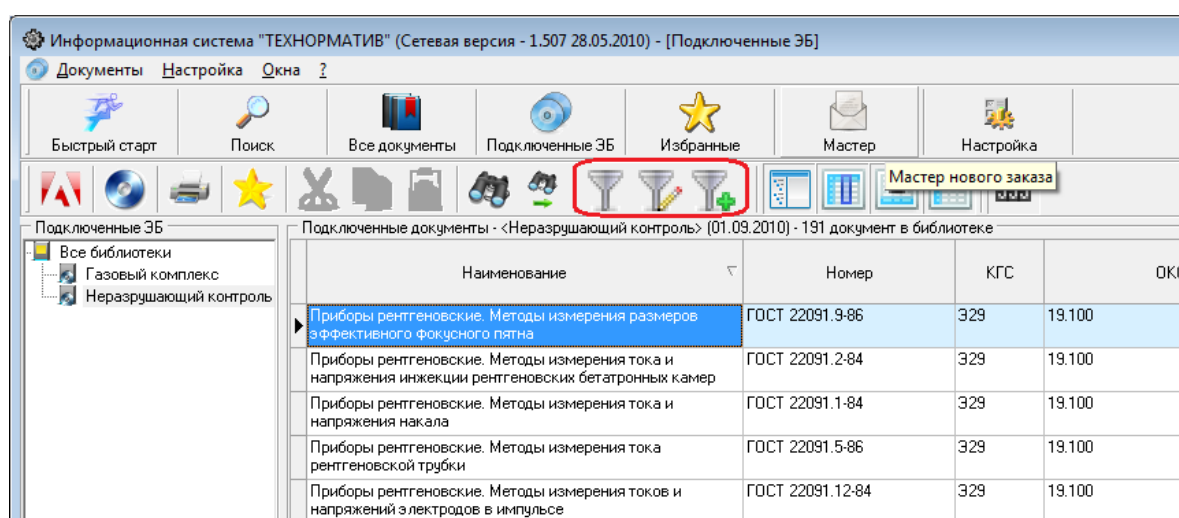 Информационная система "ТЕХНОРМАТИВ" (Сетевая версия - 1.507 28.05.2010) - [Подключенные ЭБ]
Документы Настройка Окна ?
Быстрый старт Поиск Все документы Подключенные ЭБ Избранные Мастер Настройка
Мастер нового заказа
Подключенные ЭБ
Подключенные документы - <Неразрушающий контроль> (01.09.2010) - 191 документ в библиотеке
Все библиотеки
Газовый комплекс
Неразрушающий контроль
Наименование Номер КГС
Приборы рентгеновские. Методы измерения размеров
эффективного фокусного пятна
ГОСТ 22091.9-86 Э29 19.100
Приборы рентгеновские. Методы измерения тока и
напряжения инжекции рентгеновских бетатронных камер
ГОСТ 22091.2-84 Э29 19.100
Приборы рентгеновские. Методы измерения тока и
напряжения накала
ГОСТ 22091.1-84 Э29 19.100
Приборы рентгеновские. Методы измерения тока
рентгеновской трубки
ГОСТ 22091.5-86 Э29 19.100
Приборы рентгеновские. Методы измерения токов и
напряжений электродов в импульсе
ГОСТ 22091.12-84 Э29 19.100